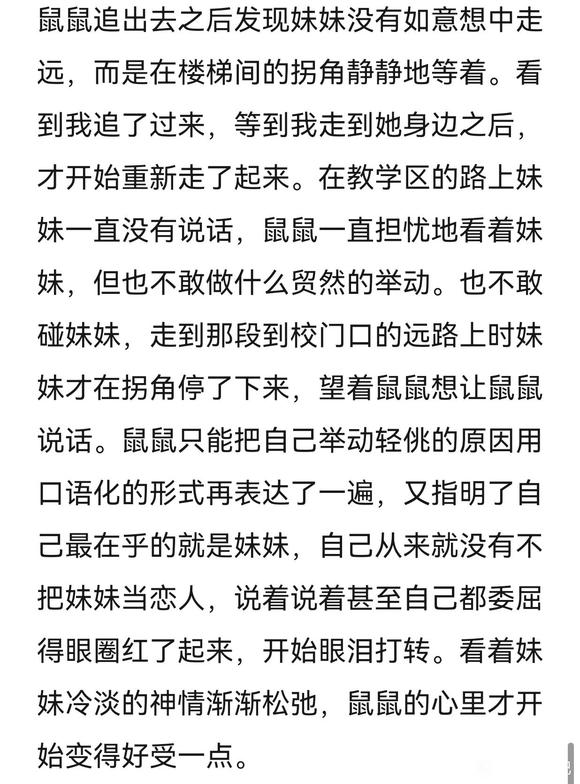 鼠鼠追出去之后发现妹妹没有如意想中走
远，而是在楼梯间的拐角静静地等着。看
到我追了过来，等到我走到她身边之后，
才开始重新走了起来。在教学区的路上妹
妹一直没有说话，鼠鼠一直担忧地看着妹
妹，但也不敢做什么贸然的举动。也不敢
碰妹妹，走到那段到校门口的远路上时妹
妹才在拐角停了下来，望着鼠鼠想让鼠鼠
说话。鼠鼠只能把自己举动轻佻的原因用
口语化的形式再表达了一遍，又指明了自
己最在乎的就是妹妹，自己从来就没有不
把妹妹当恋人，说着说着甚至自己都委屈
得眼圈红了起来，开始眼泪打转。看着妹
妹冷淡的神情渐渐松弛，鼠鼠的心里才开
始变得好受一点。